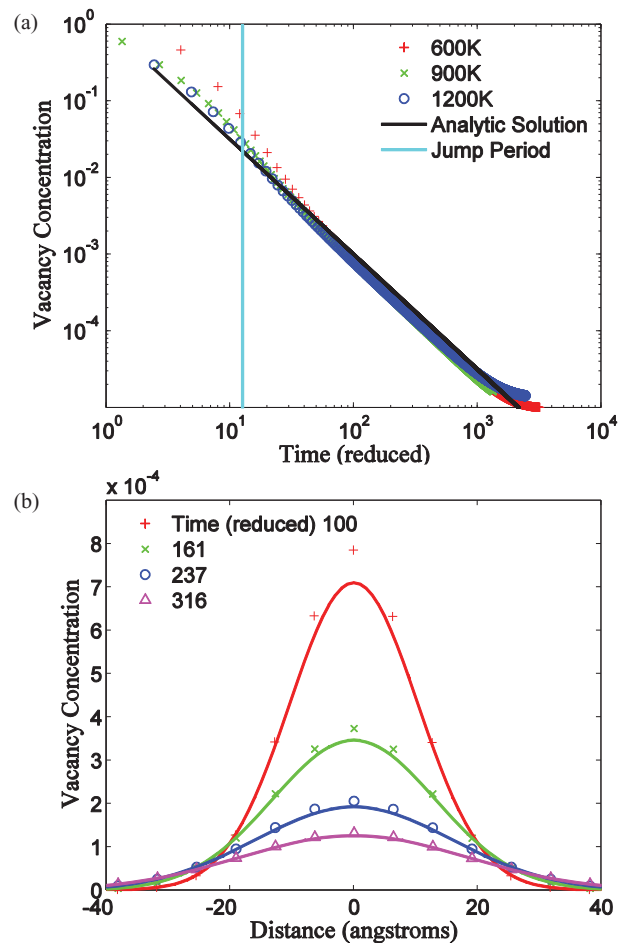 (a)
10^0
10^-1
10^-2
10^-3
10^-4
Vacancy Concentration
+ 600K
× 900K
o 1200K
Analytic Solution
Jump Period
10^0 10^1 10^2 10^3 10^4
Time (reduced)
(b)
x 10^-4
8
7
6
5
4
3
2
1
0
Vacancy Concentration
+ Time (reduced) 100
× 161
o 237
△ 316
-40 -20 0 20 40
Distance (angstroms)